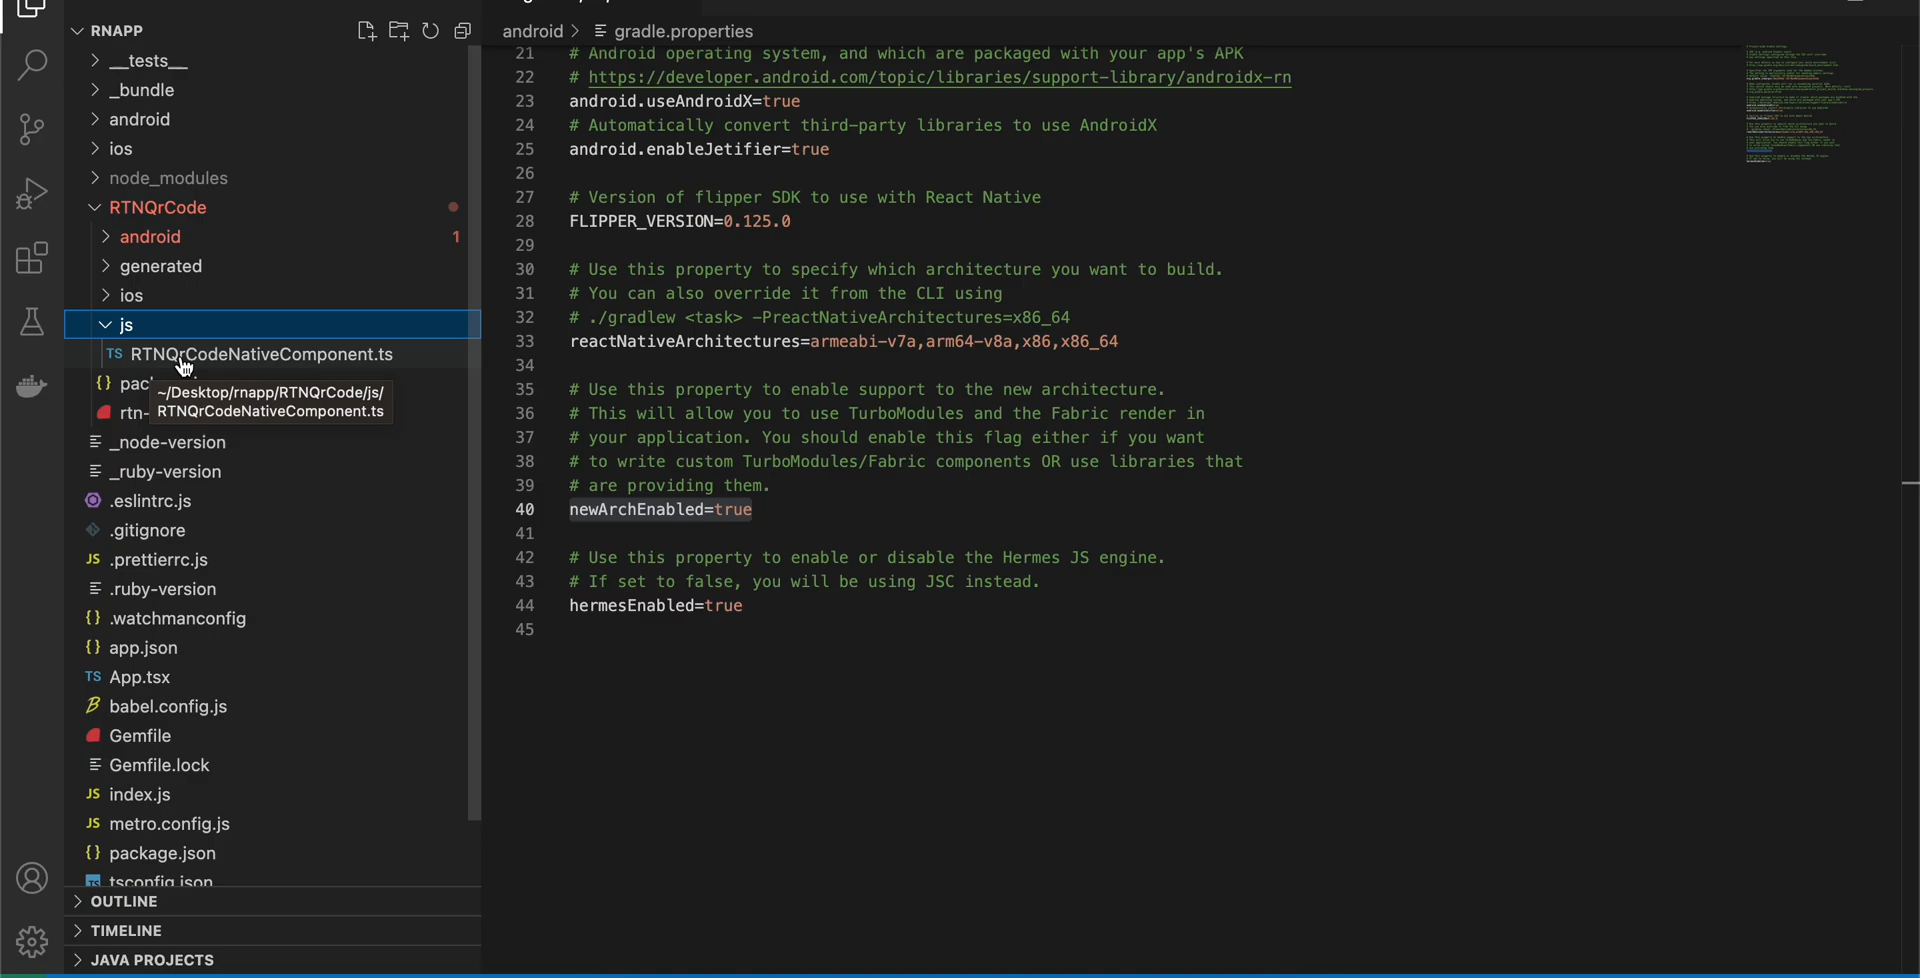 RNAPP
__tests__
_bundle
android
ios
node_modules
RTNQrCode
android 1
generated
ios
js
TS RTNQrCodeNativeComponent.ts
{} pac
~/Desktop/rnapp/RTNQrCode/js/
RTNQrCodeNativeComponent.ts
rtn-
_node-version
_ruby-version
.eslintrc.js
.gitignore
JS .prettierrc.js
.ruby-version
{} .watchmanconfig
{} app.json
TS App.tsx
babel.config.js
Gemfile
Gemfile.lock
JS index.js
JS metro.config.js
{} package.json
TS tsconfig.json
OUTLINE
TIMELINE
JAVA PROJECTS
android > gradle.properties
21 # Android operating system, and which are packaged with your app's APK
22 # https://developer.android.com/topic/libraries/support-library/androidx-rn
23 android.useAndroidX=true
24 # Automatically convert third-party libraries to use AndroidX
25 android.enableJetifier=true
26
27 # Version of flipper SDK to use with React Native
28 FLIPPER_VERSION=0.125.0
29
30 # Use this property to specify which architecture you want to build.
31 # You can also override it from the CLI using
32 # ./gradlew <task> -PreactNativeArchitectures=x86_64
33 reactNativeArchitectures=armeabi-v7a,arm64-v8a,x86,x86_64
34
35 # Use this property to enable support to the new architecture.
36 # This will allow you to use TurboModules and the Fabric render in
37 # your application. You should enable this flag either if you want
38 # to write custom TurboModules/Fabric components OR use libraries that
39 # are providing them.
40 newArchEnabled=true
41
42 # Use this property to enable or disable the Hermes JS engine.
43 # If set to false, you will be using JSC instead.
44 hermesEnabled=true
45